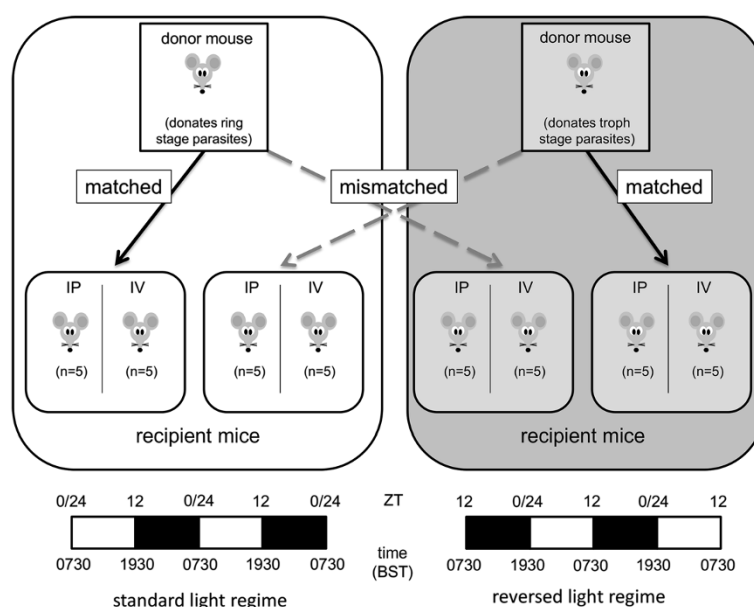 donor mouse
(donates ring
stage parasites)
donor mouse
(donates troph
stage parasites)
matched
mismatched
matched
IP IV
(n=5) (n=5)
IP IV
(n=5) (n=5)
IP IV
(n=5) (n=5)
IP IV
(n=5) (n=5)
recipient mice
recipient mice
0/24 12 0/24 12 0/24
ZT
12 0/24 12 0/24 12
0730 1930 0730 1930 0730
time
(BST)
0730 1930 0730 1930 0730
standard light regime
reversed light regime